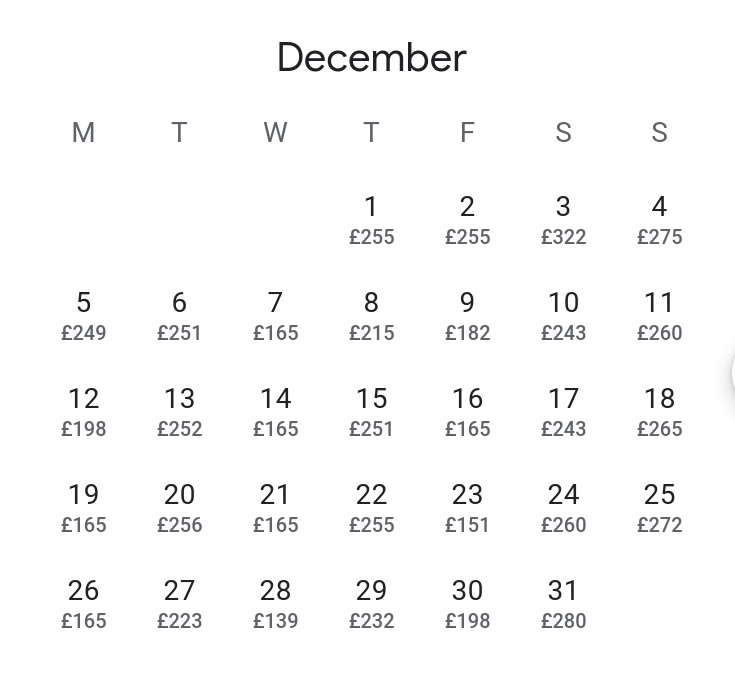 December
M T W T F S S
1 2 3 4
£255 £255 £322 £275
5 6 7 8 9 10 11
£249 £251 £165 £215 £182 £243 £260
12 13 14 15 16 17 18
£198 £252 £165 £251 £165 £243 £265
19 20 21 22 23 24 25
£165 £256 £165 £255 £151 £260 £272
26 27 28 29 30 31
£165 £223 £139 £232 £198 £280